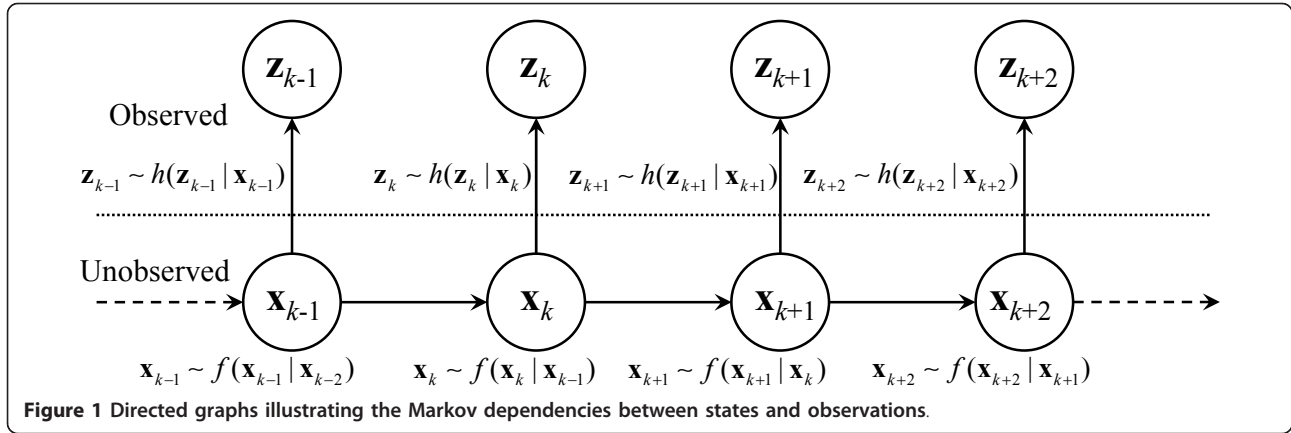 z_{k-1} z_k z_{k+1} z_{k+2}
Observed
z_{k-1} ~ h(z_{k-1} | x_{k-1}) z_k ~ h(z_k | x_k) z_{k+1} ~ h(z_{k+1} | x_{k+1}) z_{k+2} ~ h(z_{k+2} | x_{k+2})
Unobserved
x_{k-1} x_k x_{k+1} x_{k+2}
x_{k-1} ~ f(x_{k-1} | x_{k-2}) x_k ~ f(x_k | x_{k-1}) x_{k+1} ~ f(x_{k+1} | x_k) x_{k+2} ~ f(x_{k+2} | x_{k+1})
Figure 1 Directed graphs illustrating the Markov dependencies between states and observations.